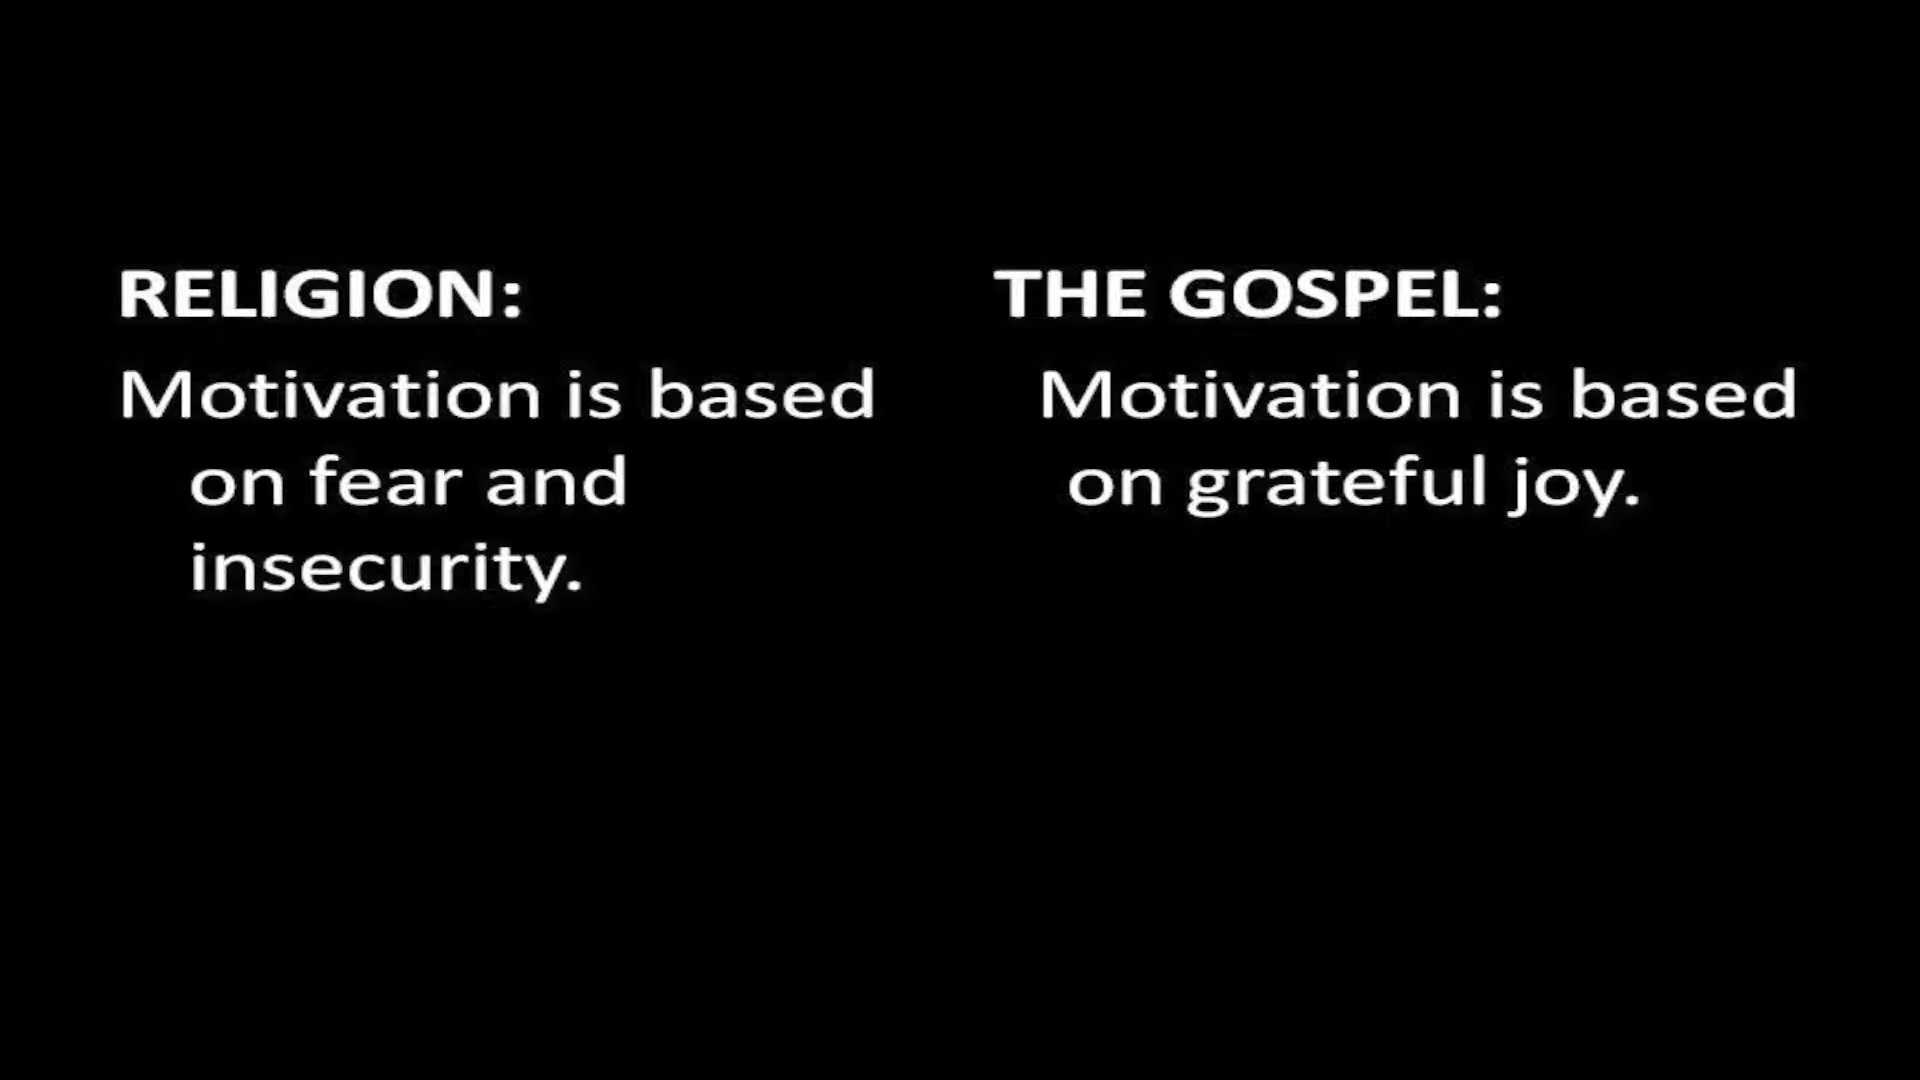 RELIGION:
Motivation is based
on fear and
insecurity.
THE GOSPEL:
Motivation is based
on grateful joy.